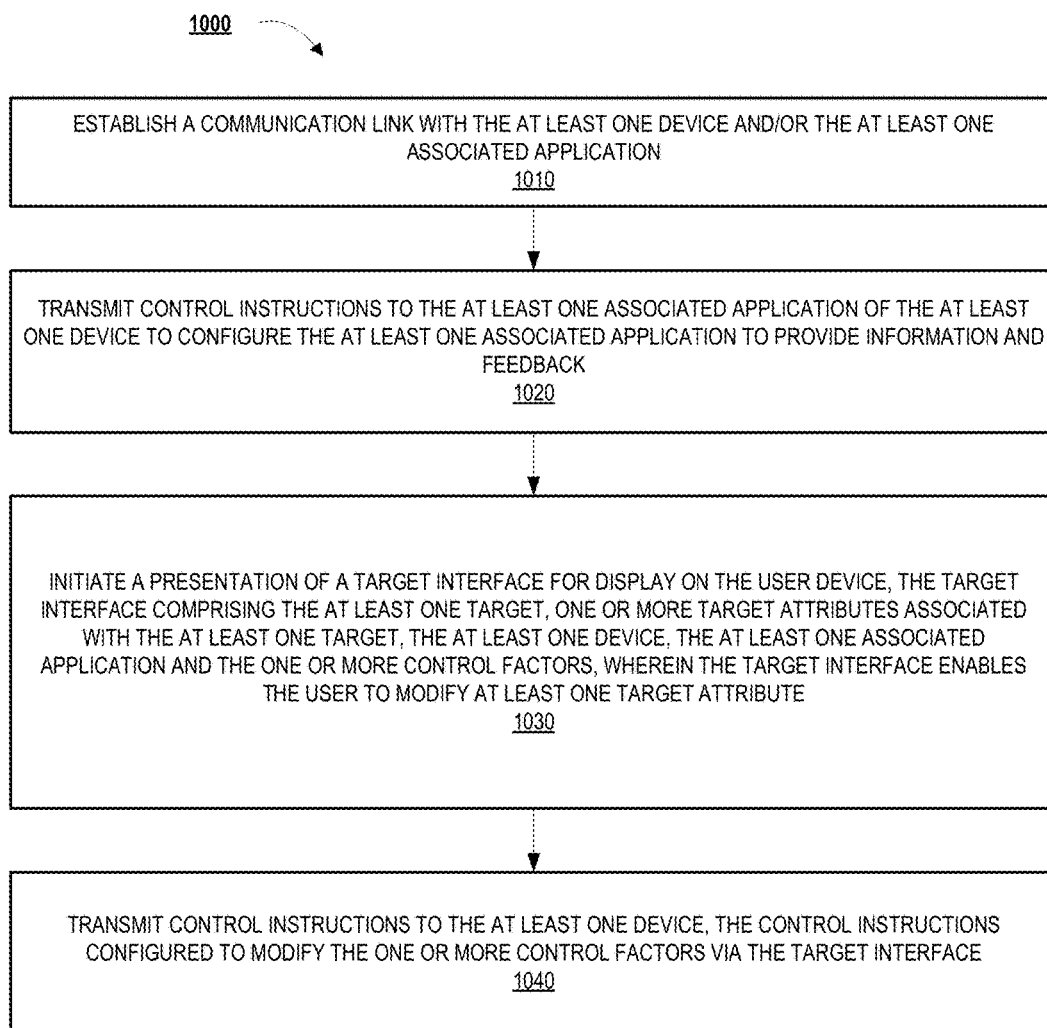 1000
ESTABLISH A COMMUNICATION LINK WITH THE AT LEAST ONE DEVICE AND/OR THE AT LEAST ONE
ASSOCIATED APPLICATION
1010
TRANSMIT CONTROL INSTRUCTIONS TO THE AT LEAST ONE ASSOCIATED APPLICATION OF THE AT LEAST
ONE DEVICE TO CONFIGURE THE AT LEAST ONE ASSOCIATED APPLICATION TO PROVIDE INFORMATION AND
FEEDBACK
1020
INITIATE A PRESENTATION OF A TARGET INTERFACE FOR DISPLAY ON THE USER DEVICE, THE TARGET
INTERFACE COMPRISING THE AT LEAST ONE TARGET, ONE OR MORE TARGET ATTRIBUTES ASSOCIATED
WITH THE AT LEAST ONE TARGET, THE AT LEAST ONE DEVICE, THE AT LEAST ONE ASSOCIATED
APPLICATION AND THE ONE OR MORE CONTROL FACTORS, WHEREIN THE TARGET INTERFACE ENABLES
THE USER TO MODIFY AT LEAST ONE TARGET ATTRIBUTE
1030
TRANSMIT CONTROL INSTRUCTIONS TO THE AT LEAST ONE DEVICE, THE CONTROL INSTRUCTIONS
CONFIGURED TO MODIFY THE ONE OR MORE CONTROL FACTORS VIA THE TARGET INTERFACE
1040